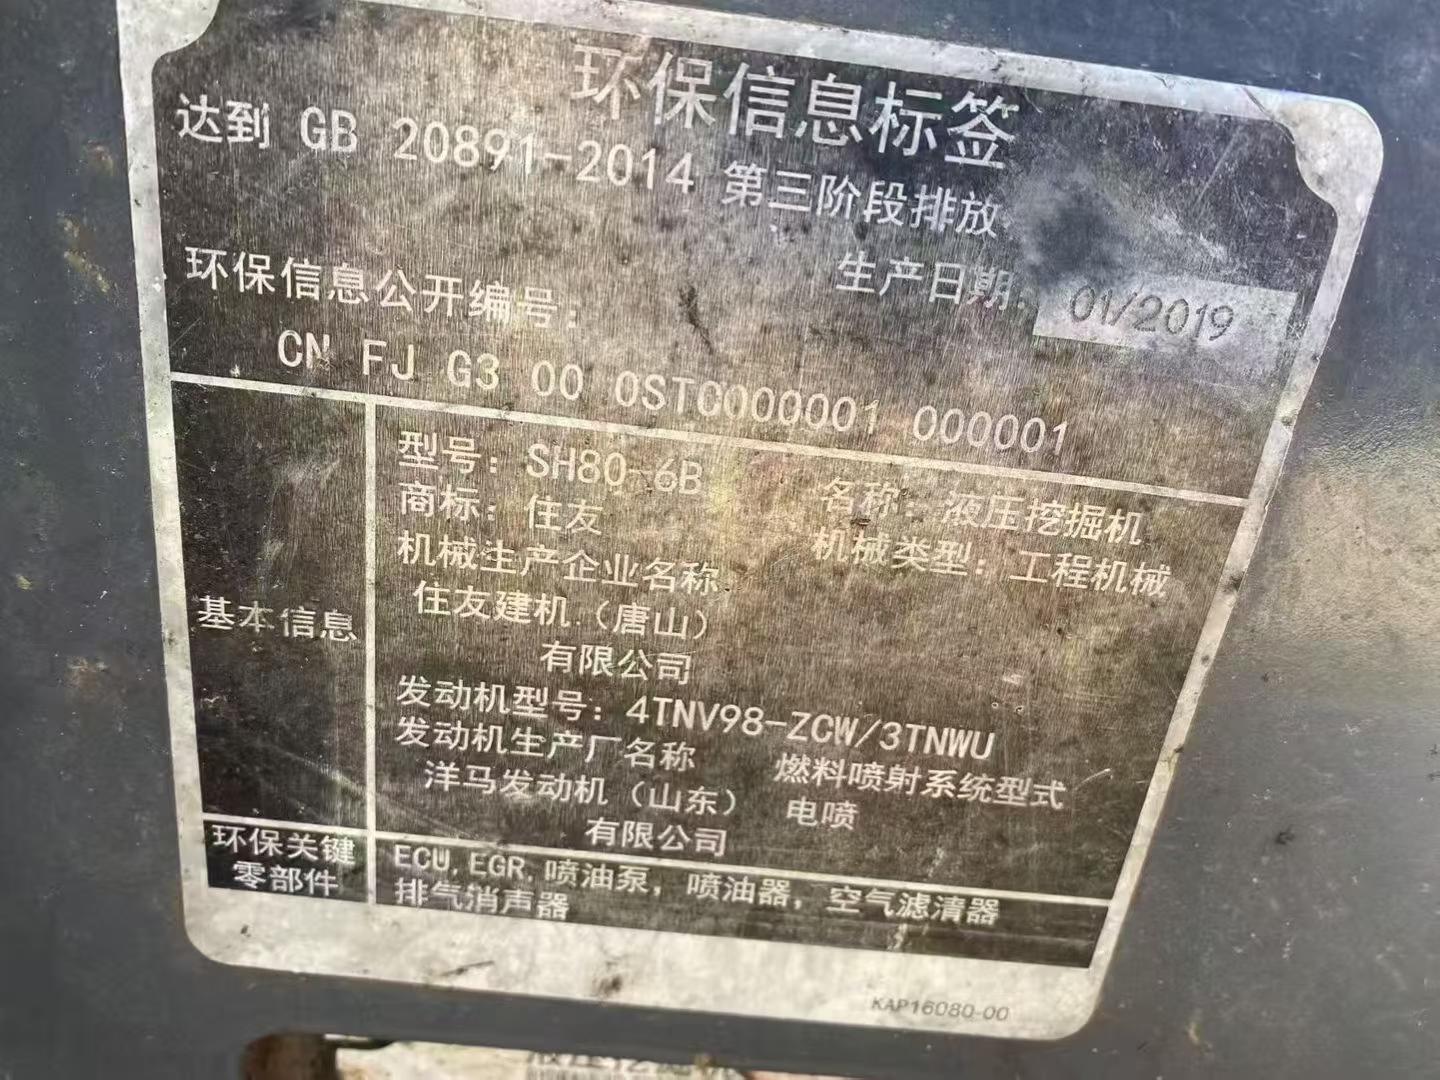 环保信息标签
达到 GB 20891-2014 第三阶段排放
生产日期: 01/2019
环保信息公开编号:
CN FJ G3 00 0ST0000001 000001
基本信息
型号: SH80-6B 名称: 液压挖掘机
商标: 住友 机械类型: 工程机械
机械生产企业名称
住友建机（唐山）
有限公司
发动机型号: 4TNV98-ZCW/3TNWU
发动机生产厂名称 燃料喷射系统型式
洋马发动机（山东） 电喷
有限公司
环保关键
零部件
ECU, EGR, 喷油泵, 喷油器, 空气滤清器
排气消声器
KAP16080-00